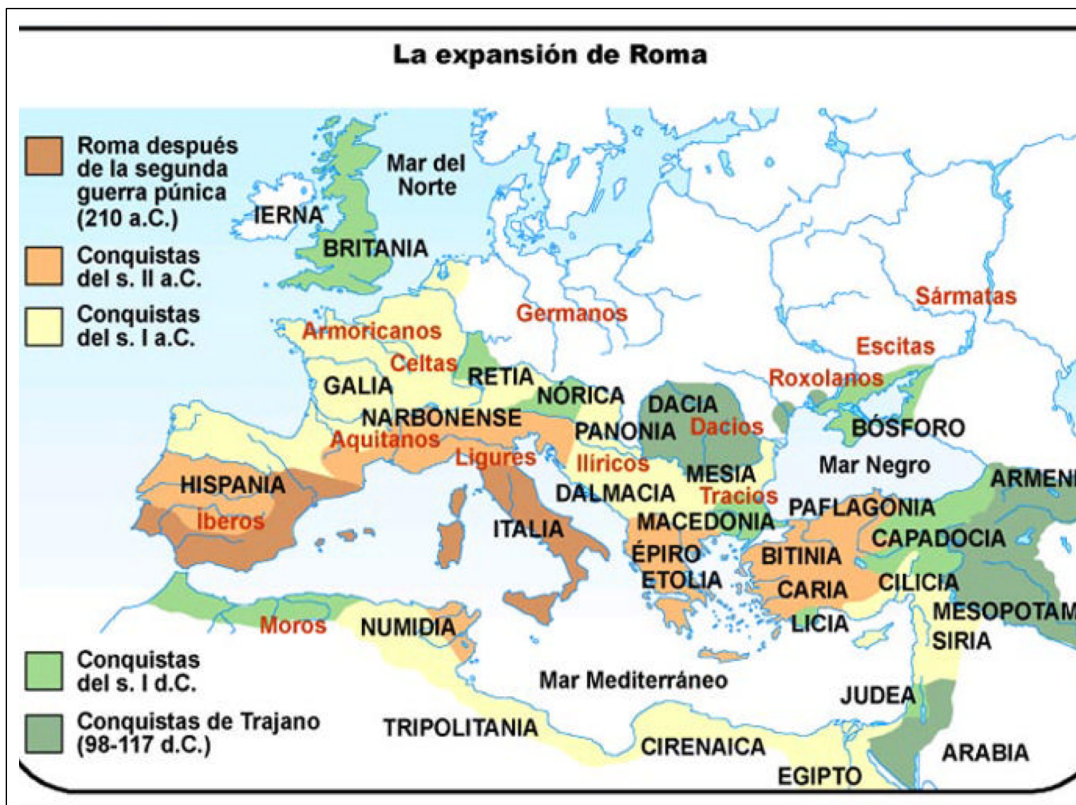 La expansión de Roma
Roma después
de la segunda
guerra púnica
(210 a.C.)
Conquistas
del s. II a.C.
Conquistas
del s. I a.C.
Mar del
Norte
IERNA
BRITANIA
Sármatas
Germanos
Armoricanos
Escitas
Celtas
RETIA
Roxolanos
GALIA
NÓRICA
DACIA
NARBONENSE
PANONIA
Dacios
BÓSFORO
Aquitanos
Ligures
Ilíricos
MESIA
Mar Negro
HISPANIA
DALMACIA
Tracios
ARMENI
PAFLAGONIA
Iberos
ITALIA
MACEDONIA
CAPADOCIA
ÉPIRO
BITINIA
ETOLIA
CARIA
CILICIA
Moros
NUMIDIA
LICIA
MESOPOTAM
SIRIA
Conquistas
del s. I d.C.
Mar Mediterráneo
JUDEA
Conquistas de Trajano
(98-117 d.C.)
TRIPOLITANIA
CIRENAICA
ARABIA
EGIPTO